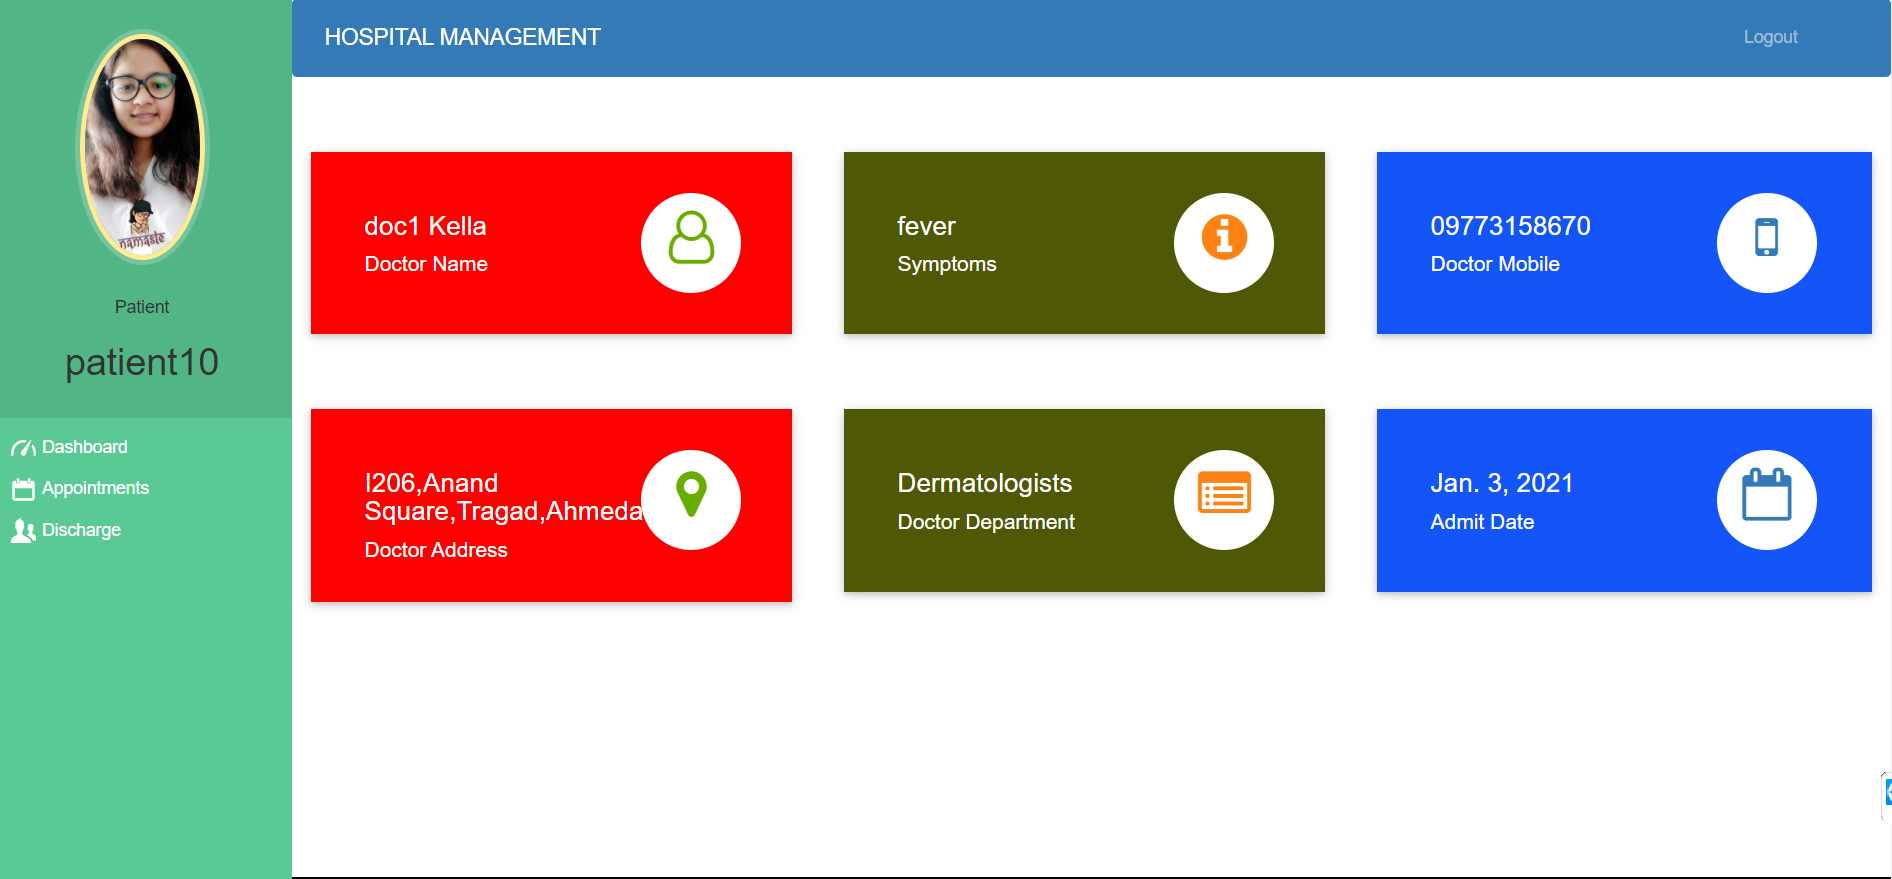 HOSPITAL MANAGEMENT
Logout
namaste
Patient
patient10
Dashboard
Appointments
Discharge
doc1 Kella
Doctor Name
fever
Symptoms
09773158670
Doctor Mobile
I206,Anand
Square,Tragad,Ahmeda
Doctor Address
Dermatologists
Doctor Department
Jan. 3, 2021
Admit Date